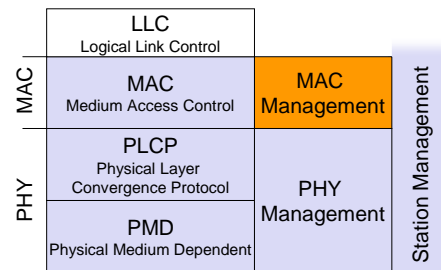 LLC
Logical Link Control
MAC
MAC
Medium Access Control
MAC
Management
PHY
PLCP
Physical Layer
Convergence Protocol
PMD
Physical Medium Dependent
PHY
Management
Station Management